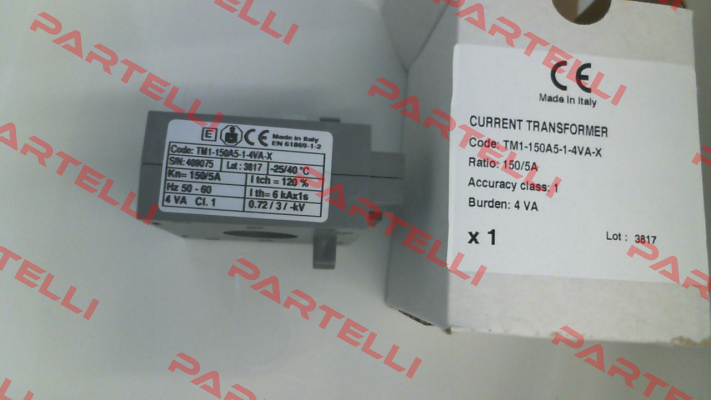 PARTELLI
PARTELLI
PARTELLI
PARTELLI
PARTELLI
PARTELLI
E
CE
Made in Italy
EN 61869-1-2
Code: TM1-150A5-1-4VA-X
S/N: 409075
Lot: 3817
-25/40 °C
Kn= 150/5A
I tch = 120 %
Hz 50 - 60
I th= 6 kAx1s
4 VA Cl. 1
0.72 / 3 / -kV
CE
Made in Italy
CURRENT TRANSFORMER
Code: TM1-150A5-1-4VA-X
Ratio: 150/5A
Accuracy class: 1
Burden: 4 VA
x 1
Lot : 3817